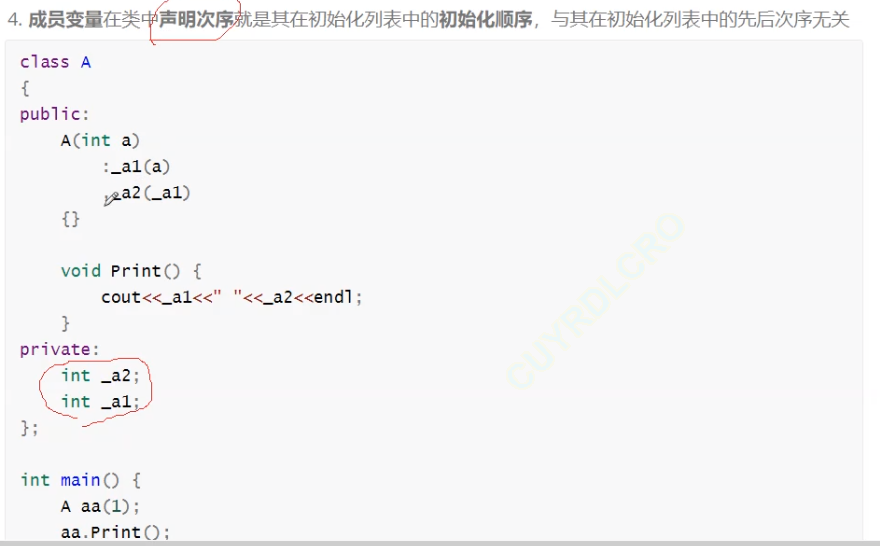 4. 成员变量在类中声明次序就是其在初始化列表中的初始化顺序，与其在初始化列表中的先后次序无关
class A
{
public:
    A(int a)
        :_a1(a)
        ,_a2(_a1)
    {}

    void Print() {
        cout<<_a1<<" "<<_a2<<endl;
    }
private:
    int _a2;
    int _a1;
};

int main() {
    A aa(1);
    aa.Print();
CUYRDLCRO